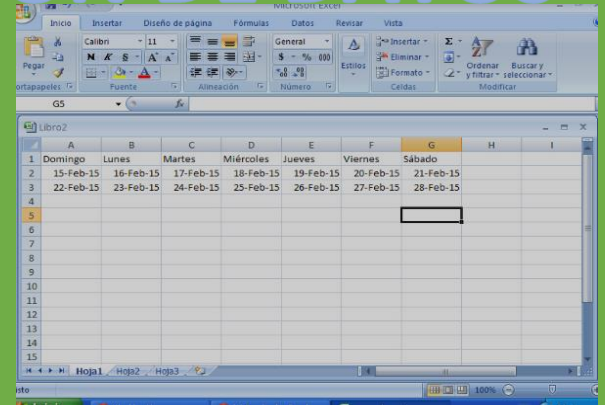 Microsoft Excel
Inicio Insertar Diseño de página Fórmulas Datos Revisar Vista
Calibri 11 General Insertar Σ
Pegar N K S A A A $ % 000 Estilos Eliminar Ordenar y filtrar Buscar y seleccionar
Formato
Fuente Alineación Número Celdas Modificar
G5 fx
Libro2
A B C D E F G H I
1 Domingo Lunes Martes Miércoles Jueves Viernes Sábado
2 15-Feb-15 16-Feb-15 17-Feb-15 18-Feb-15 19-Feb-15 20-Feb-15 21-Feb-15
3 22-Feb-15 23-Feb-15 24-Feb-15 25-Feb-15 26-Feb-15 27-Feb-15 28-Feb-15
4
5
6
7
8
9
10
11
12
13
14
15
Hoja1 Hoja2 Hoja3
100%